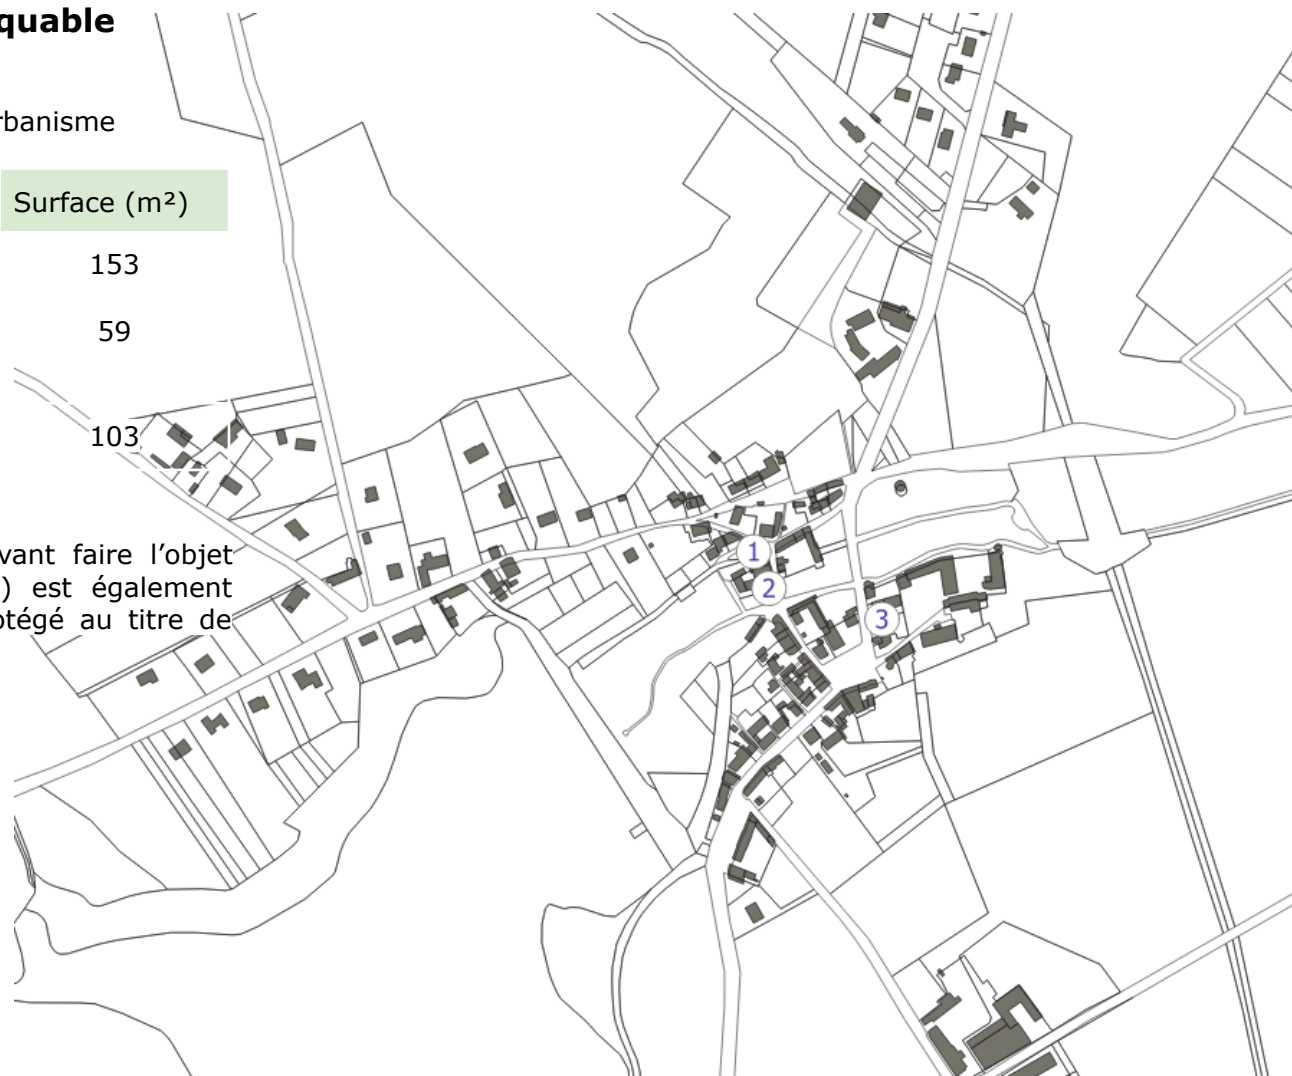 quable
rbanisme
Surface (m²)
153
59
103
vant faire l'objet
) est également
otégé au titre de
1
2
3